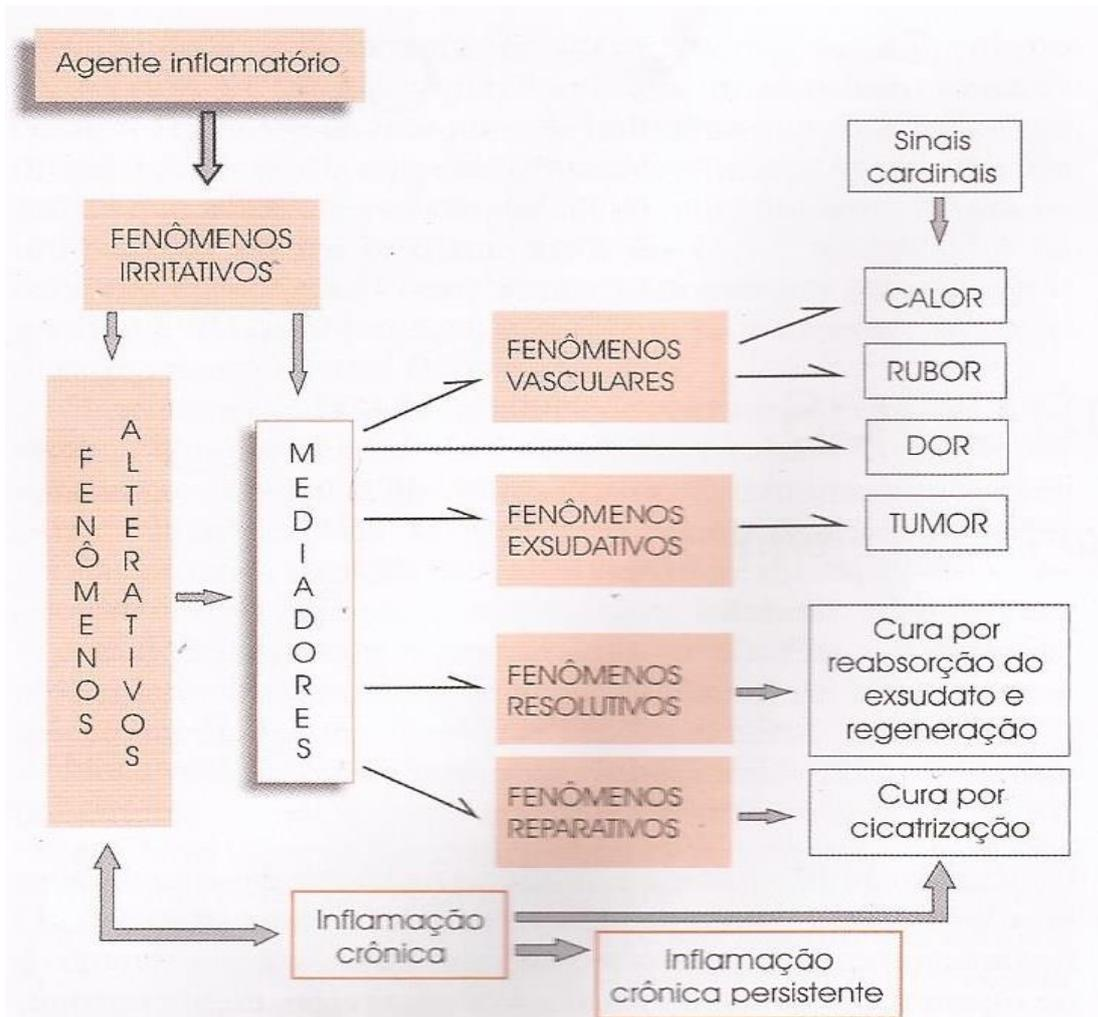 Agente inflamatório
Sinais
cardinais
FENÔMENOS
IRRITATIVOS
CALOR
FENÔMENOS
VASCULARES
RUBOR
FENÔMENOS
ALTERATIVOS
MEDIADORES
DOR
FENÔMENOS
EXSUDATIVOS
TUMOR
FENÔMENOS
RESOLUTIVOS
Cura por
reabsorção do
exsudato e
regeneração
FENÔMENOS
REPARATIVOS
Cura por
cicatrização
Inflamação
crônica
Inflamação
crônica persistente